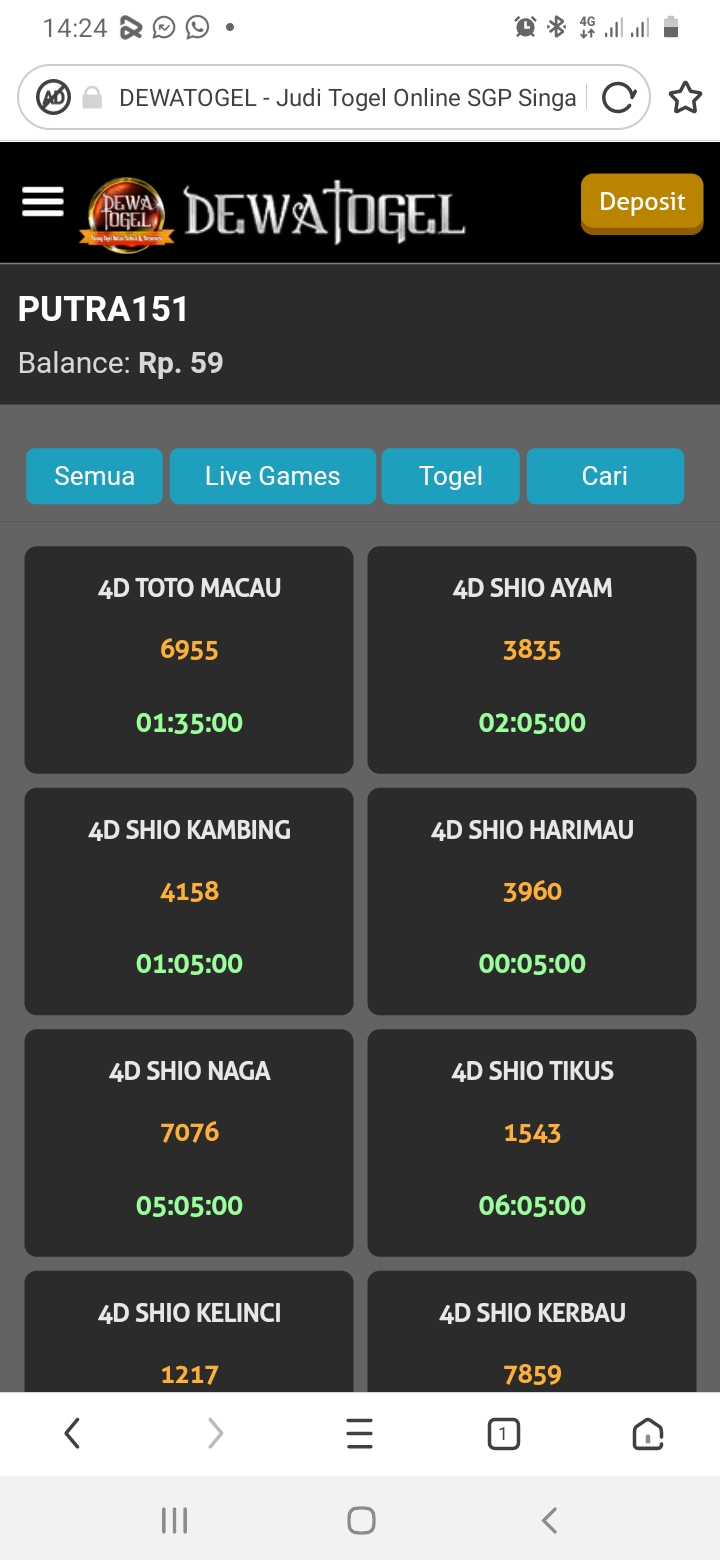 14:24
4G
DEWATOGEL - Judi Togel Online SGP Singa
DEWA
TOGEL
DEWATOGEL
Deposit
PUTRA151
Balance: Rp. 59
Semua
Live Games
Togel
Cari
4D TOTO MACAU
6955
01:35:00
4D SHIO AYAM
3835
02:05:00
4D SHIO KAMBING
4158
01:05:00
4D SHIO HARIMAU
3960
00:05:00
4D SHIO NAGA
7076
05:05:00
4D SHIO TIKUS
1543
06:05:00
4D SHIO KELINCI
1217
4D SHIO KERBAU
7859
1